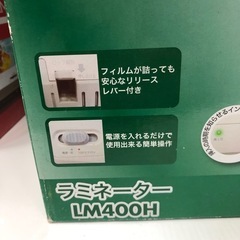 フィルムが詰っても
安心なリリース
レバー付き
電源を入れるだけで
使用出来る簡単操作
ラミネーター
LM400H